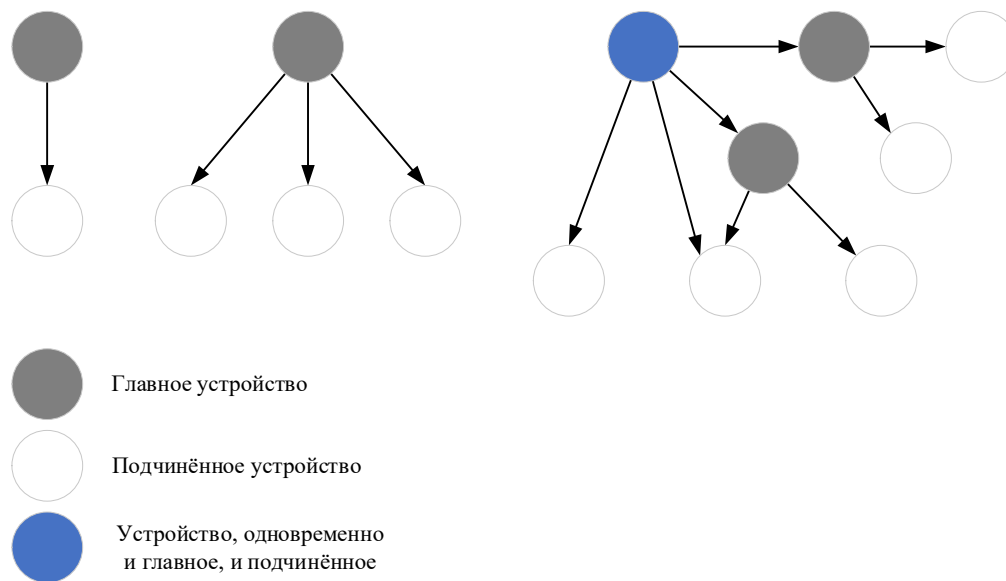 Главное устройство
Подчинённое устройство
Устройство, одновременно
и главное, и подчинённое